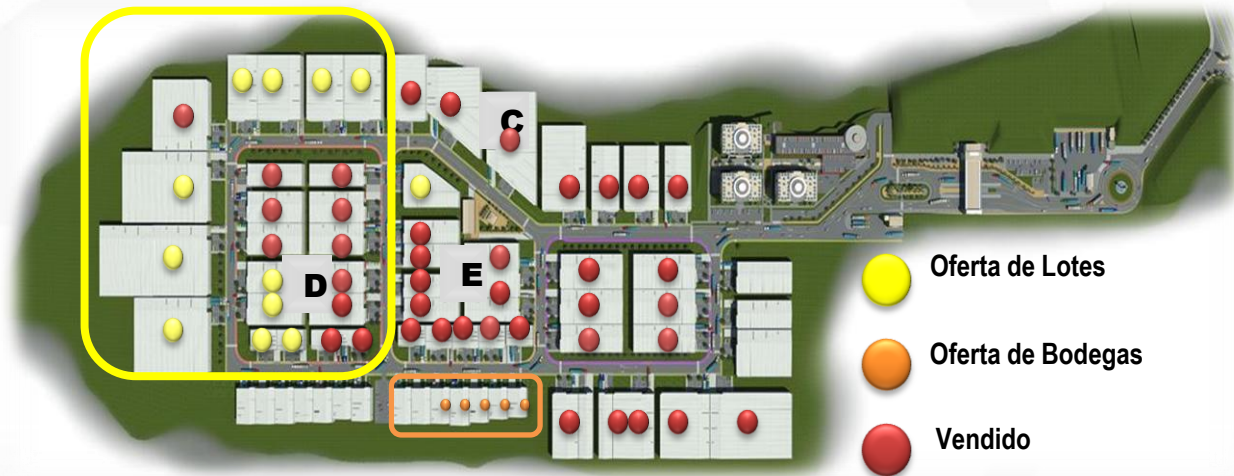 C
D
E
Oferta de Lotes
Oferta de Bodegas
Vendido